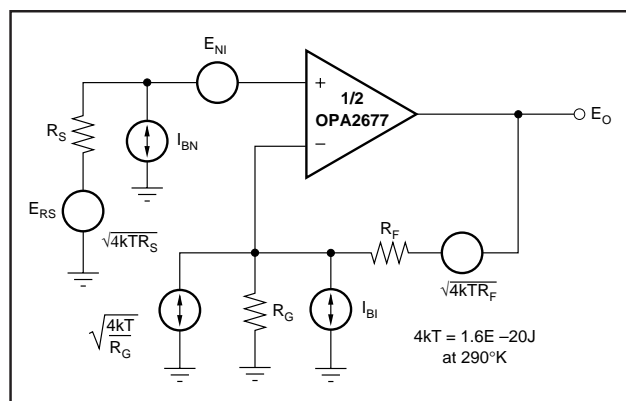 E_NI
+
1/2
OPA2677
−
E_O
R_S
I_BN
E_RS
√4kTR_S
R_F
√4kTR_F
√4kT/R_G
R_G
I_BI
4kT = 1.6E –20J
at 290°K